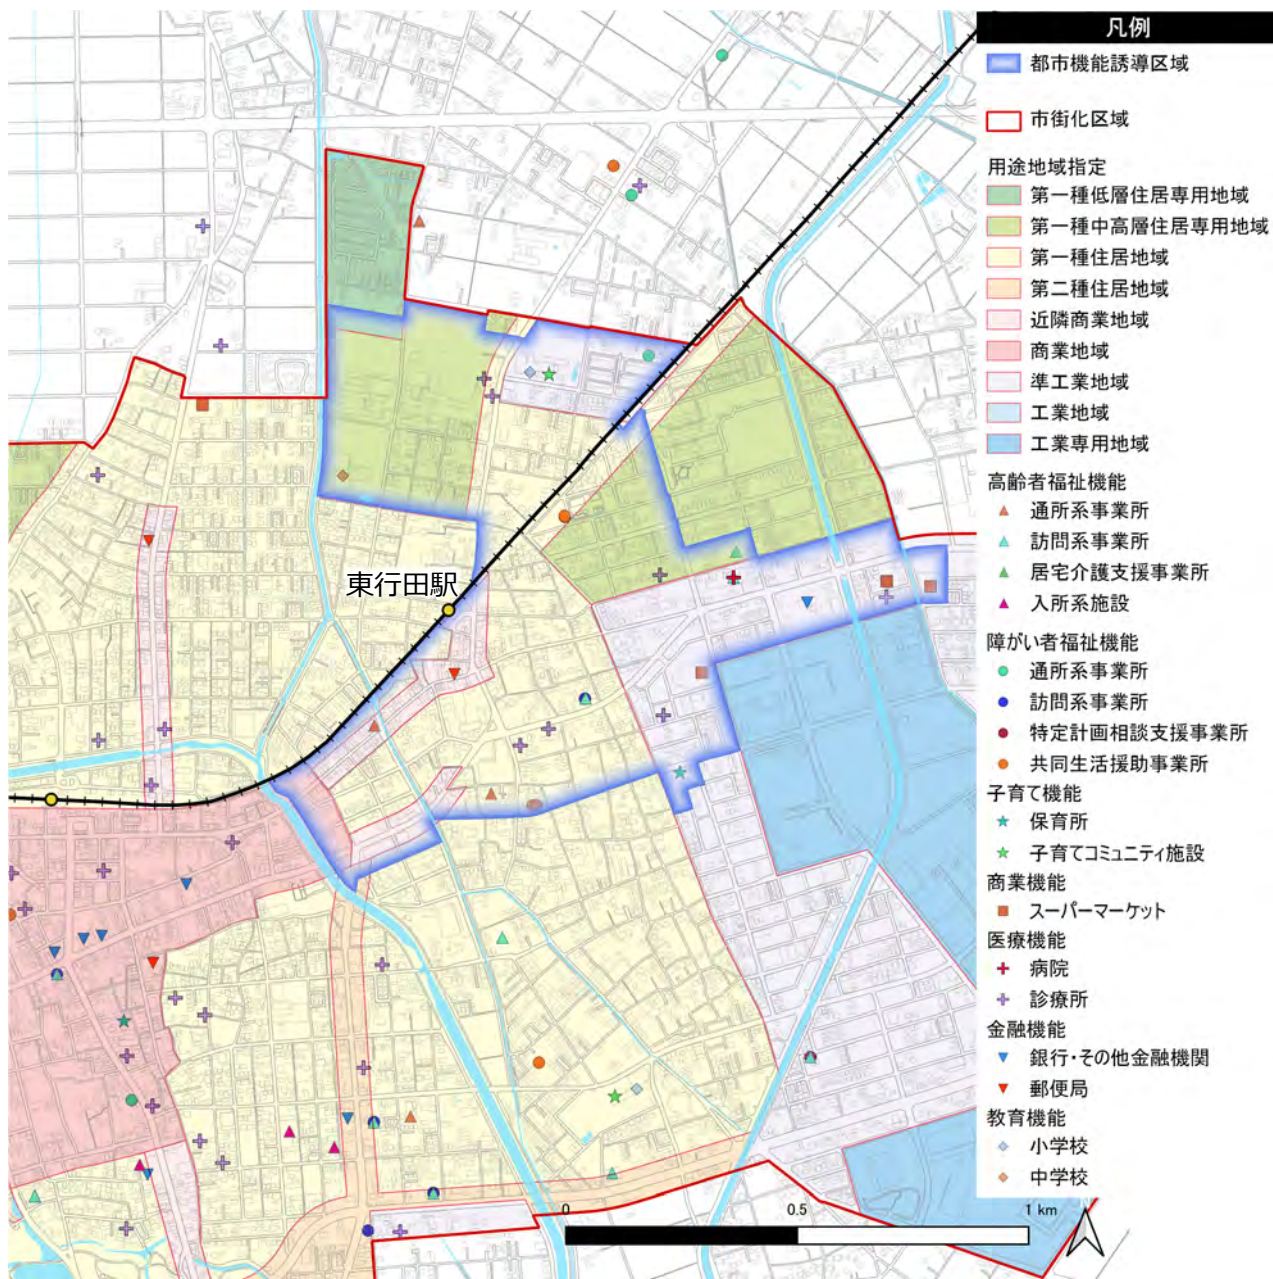 凡例
都市機能誘導区域
市街化区域
用途地域指定
第一種低層住居専用地域
第一種中高層住居専用地域
第一種住居地域
第二種住居地域
近隣商業地域
商業地域
準工業地域
工業地域
工業専用地域
高齢者福祉機能
通所系事業所
訪問系事業所
居宅介護支援事業所
入所系施設
障がい者福祉機能
通所系事業所
訪問系事業所
特定計画相談支援事業所
共同生活援助事業所
子育て機能
保育所
子育てコミュニティ施設
商業機能
スーパーマーケット
医療機能
病院
診療所
金融機能
銀行・その他金融機関
郵便局
教育機能
小学校
中学校
東行田駅
0 0.5 1 km